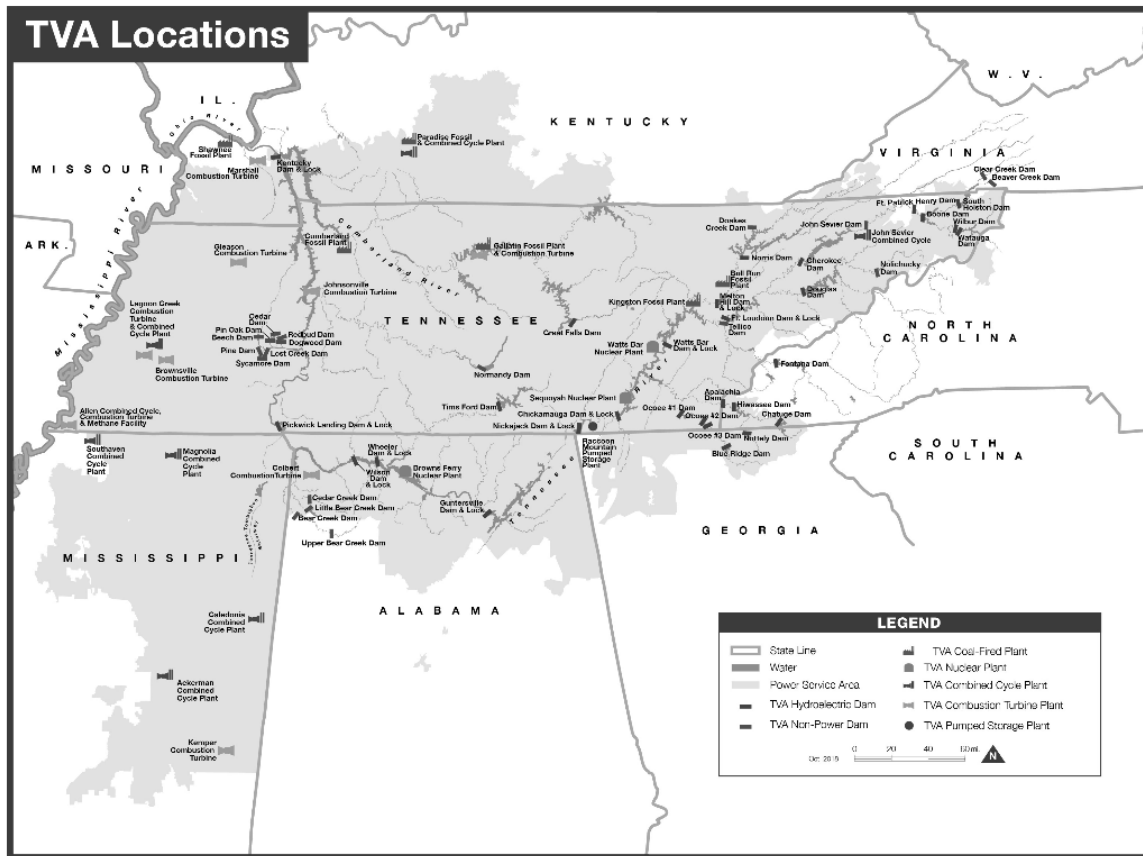 TVA Locations
W. V.
I L.
Ohio River
KENTUCKY
Paradise Fossil
& Combined Cycle Plant
Shawnee
Fossil Plant
Marshall
Combustion Turbine
Kentucky
Dam & Lock
MISSOURI
VIRGINIA
Clear Creek Dam
Beaver Creek Dam
Ft. Patrick Henry Dam
South
Holston Dam
Boone Dam
Wilbur Dam
Watauga
Dam
ARK.
Mississippi River
Doakes
Creek Dam
John Sevier Dam
John Sevier
Combined Cycle
Cumberland
Fossil Plant
Cumberland River
Gallatin Fossil Plant
& Combustion Turbine
Gleason
Combustion Turbine
Norris Dam
Cherokee
Dam
Nolichucky
Dam
Bull Run
Fossil
Plant
Johnsonville
Combustion Turbine
Kingston Fossil Plant
Melton
Hill Dam
& Lock
Douglas
Dam
Lagoon Creek
Combustion
Turbine
& Combined
Cycle Plant
Cedar
Dam
Pin Oak Dam
Beech Dam
Redbud Dam
Dogwood Dam
Pine Dam
Lost Creek Dam
Sycamore Dam
TENNESSEE
Great Falls Dam
Ft. Loudoun Dam & Lock
Tellico
Dam
NORTH
CAROLINA
Watts Bar
Nuclear Plant
Watts Bar
Dam & Lock
Brownsville
Combustion Turbine
Normandy Dam
Fontana Dam
Tims Ford Dam
Sequoyah Nuclear Plant
Chickamauga Dam & Lock
Nickajack Dam & Lock
Apalachia
Dam
Hiwassee Dam
Chatuge Dam
Ocoee #1 Dam
Ocoee #2 Dam
Ocoee #3 Dam
Nottely Dam
Blue Ridge Dam
Allen Combined Cycle,
Combustion Turbine
& Methane Facility
Pickwick Landing Dam & Lock
Southaven
Combined
Cycle
Plant
Magnolia
Combined
Cycle
Plant
Colbert
Combustion Turbine
Wheeler
Dam & Lock
Wilson
Dam
& Lock
Browns Ferry
Nuclear Plant
Raccoon
Mountain
Pumped
Storage
Plant
SOUTH
CAROLINA
Guntersville
Dam & Lock
Tennessee River
Cedar Creek Dam
Little Bear Creek Dam
Bear Creek Dam
Upper Bear Creek Dam
Tennessee Tombigbee
Waterway
GEORGIA
MISSISSIPPI
ALABAMA
Caledonia
Combined
Cycle Plant
Ackerman
Combined
Cycle Plant
Kemper
Combustion
Turbine
LEGEND
State Line
Water
Power Service Area
TVA Hydroelectric Dam
TVA Non-Power Dam
TVA Coal-Fired Plant
TVA Nuclear Plant
TVA Combined Cycle Plant
TVA Combustion Turbine Plant
TVA Pumped Storage Plant
0 20 40 60 mi.
N